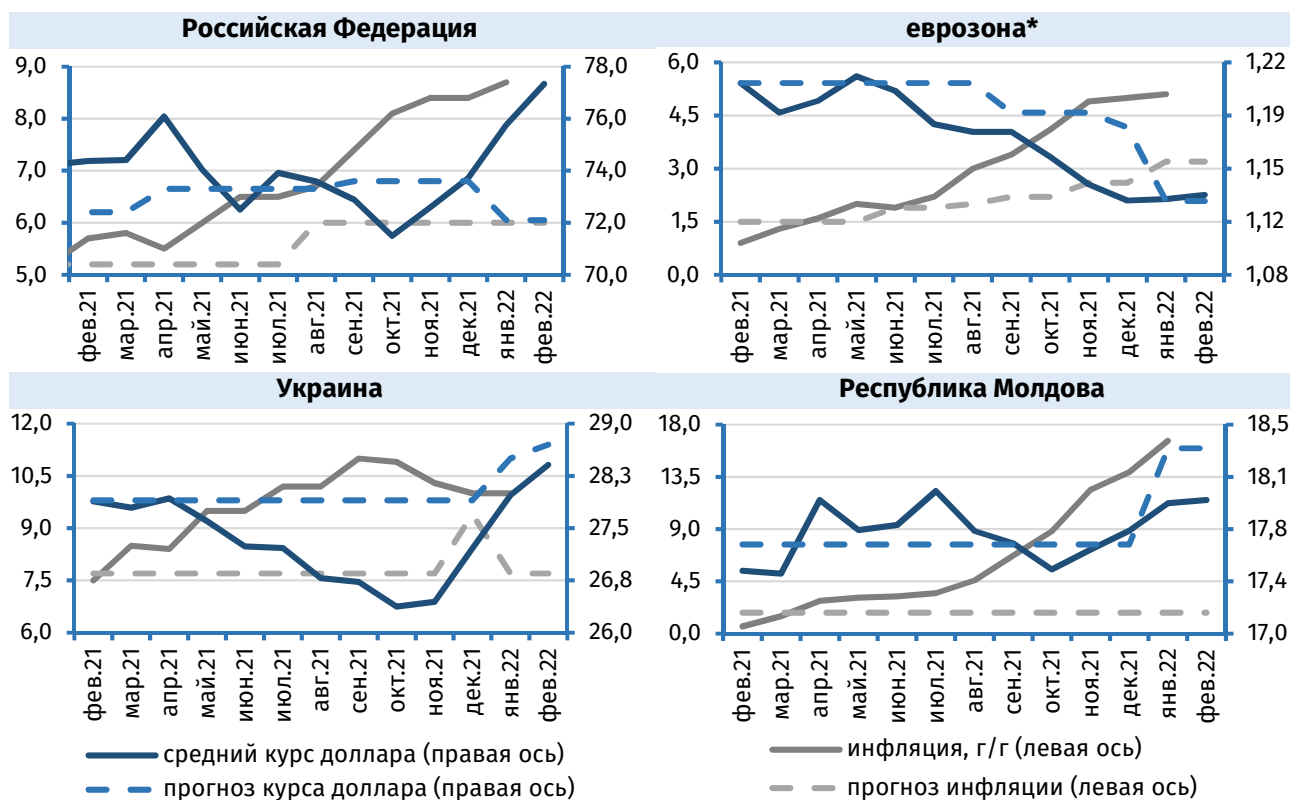 Российская Федерация
9,0
8,0
7,0
6,0
5,0
78,0
76,0
74,0
72,0
70,0
фев.21
мар.21
апр.21
май.21
июн.21
июл.21
авг.21
сен.21
окт.21
ноя.21
дек.21
янв.22
фев.22
еврозона*
6,0
4,5
3,0
1,5
0,0
1,22
1,19
1,15
1,12
1,08
фев.21
мар.21
апр.21
май.21
июн.21
июл.21
авг.21
сен.21
окт.21
ноя.21
дек.21
янв.22
фев.22
Украина
12,0
10,5
9,0
7,5
6,0
29,0
28,3
27,5
26,8
26,0
фев.21
мар.21
апр.21
май.21
июн.21
июл.21
авг.21
сен.21
окт.21
ноя.21
дек.21
янв.22
фев.22
Республика Молдова
18,0
13,5
9,0
4,5
0,0
18,5
18,1
17,8
17,4
17,0
фев.21
мар.21
апр.21
май.21
июн.21
июл.21
авг.21
сен.21
окт.21
ноя.21
дек.21
янв.22
фев.22
средний курс доллара (правая ось)
прогноз курса доллара (правая ось)
инфляция, г/г (левая ось)
прогноз инфляции (левая ось)